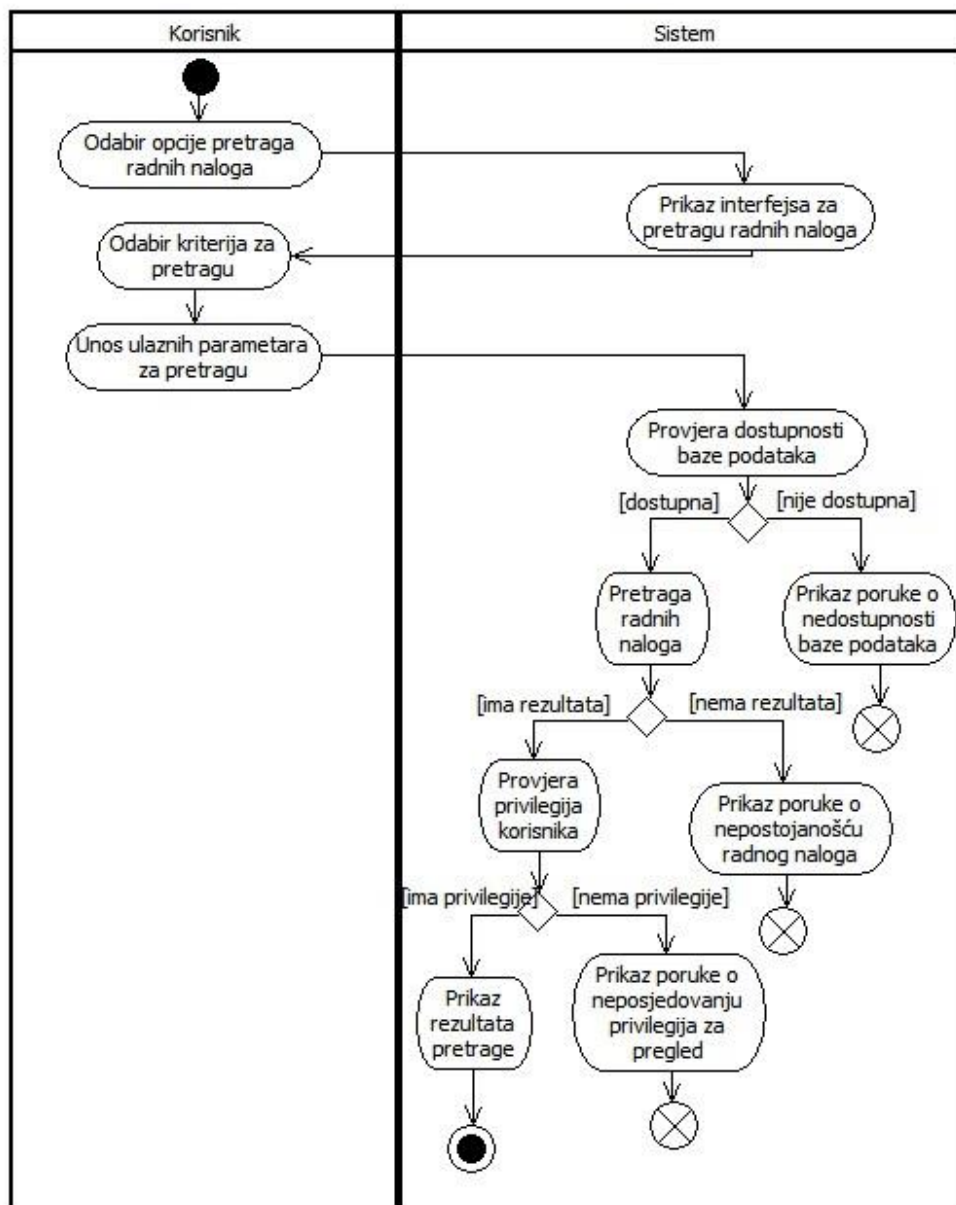 Korisnik
Sistem
Odabir opcije pretraga
radnih naloga
Prikaz interfejsa za
pretragu radnih naloga
Odabir kriterija za
pretragu
Unos ulaznih parametara
za pretragu
Provjera dostupnosti
baze podataka
[dostupna]
[nije dostupna]
Pretraga
radnih
naloga
Prikaz poruke o
nedostupnosti
baze podataka
[ima rezultata]
[nema rezultata]
Provjera
privilegija
korisnika
Prikaz poruke o
nepostojanošću
radnog naloga
[ima privilegije]
[nema privilegije]
Prikaz
rezultata
pretrage
Prikaz poruke o
neposjedovanju
privilegija za
pregled